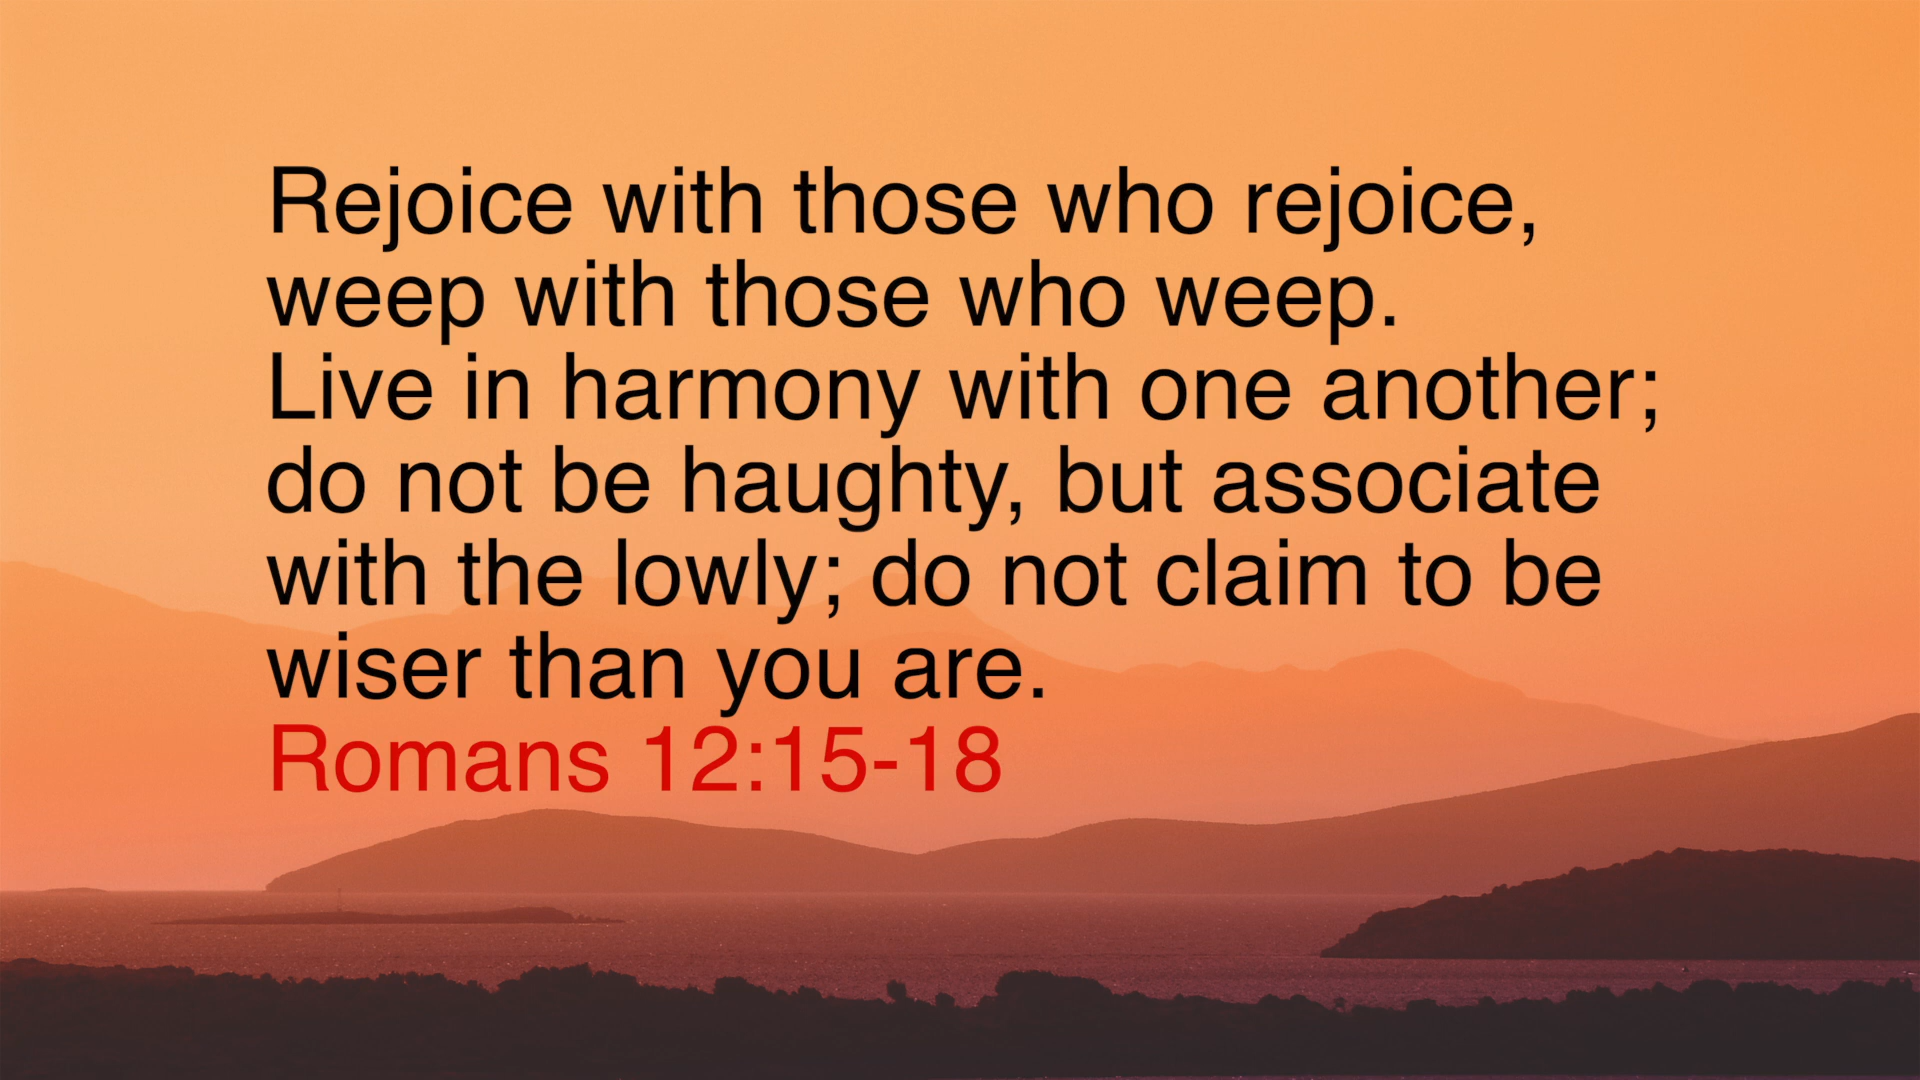 Rejoice with those who rejoice,
weep with those who weep.
Live in harmony with one another;
do not be haughty, but associate
with the lowly; do not claim to be
wiser than you are.
Romans 12:15-18